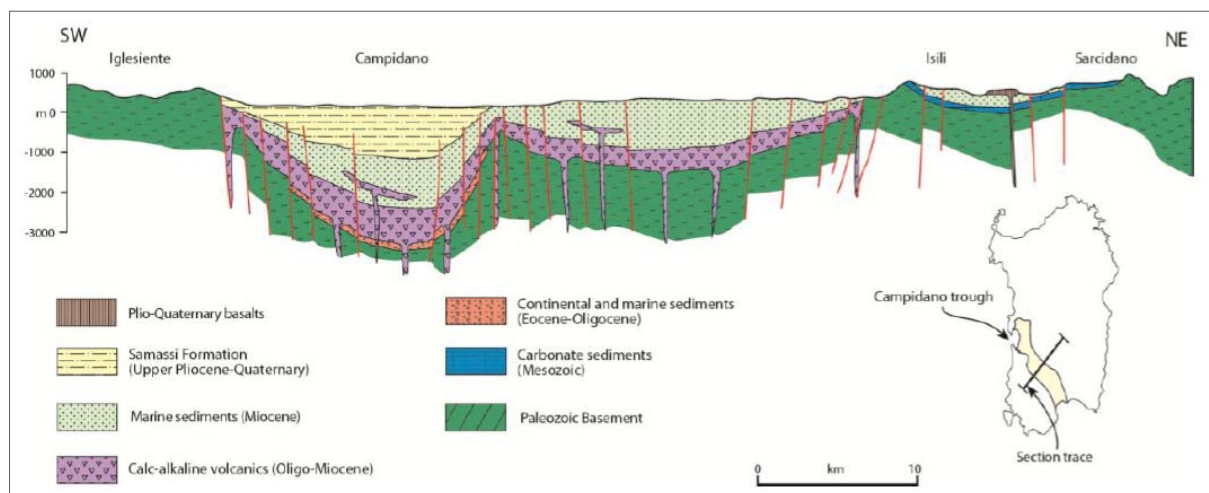 SW
NE
Iglesiente
Campidano
Isili
Sarcidano
1000
m 0
-1000
-2000
-3000
Plio-Quaternary basalts
Samassi Formation
(Upper Pliocene-Quaternary)
Marine sediments (Miocene)
Calc-alkaline volcanics (Oligo-Miocene)
Continental and marine sediments
(Eocene-Oligocene)
Carbonate sediments
(Mesozoic)
Paleozoic Basement
Campidano trough
Section trace
0
km
10